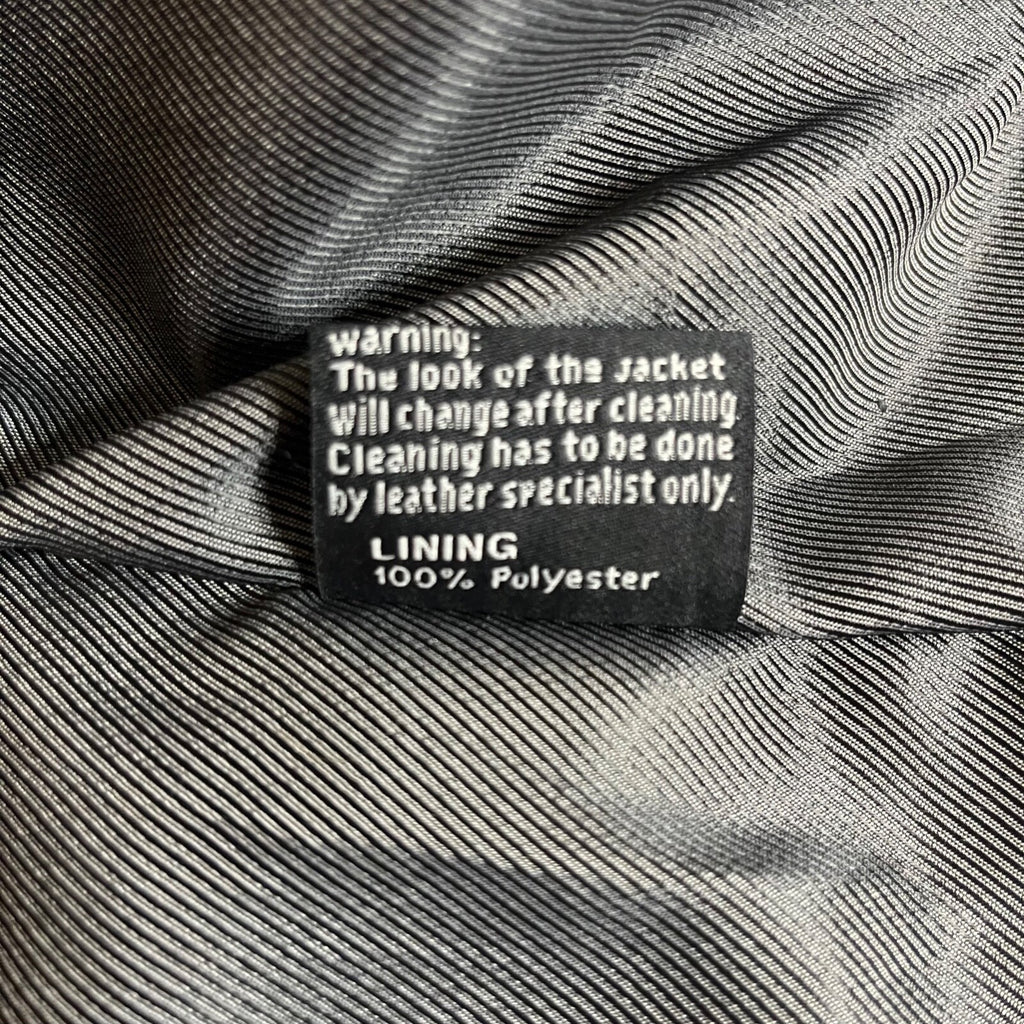 warning:
The look of the Jacket
will change after cleaning.
Cleaning has to be done
by leather specialist only.
LINING
100% Polyester